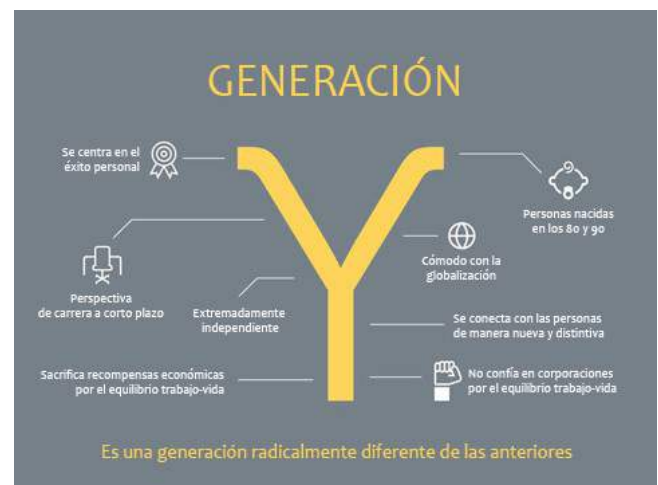 GENERACIÓN
Y
Se centra en el
éxito personal
Personas nacidas
en los 80 y 90
Perspectiva
de carrera a corto plazo
Extremadamente
independiente
Cómodo con la
globalización
Se conecta con las personas
de manera nueva y distintiva
Sacrifica recompensas económicas
por el equilibrio trabajo-vida
No confía en corporaciones
por el equilibrio trabajo-vida
Es una generación radicalmente diferente de las anteriores